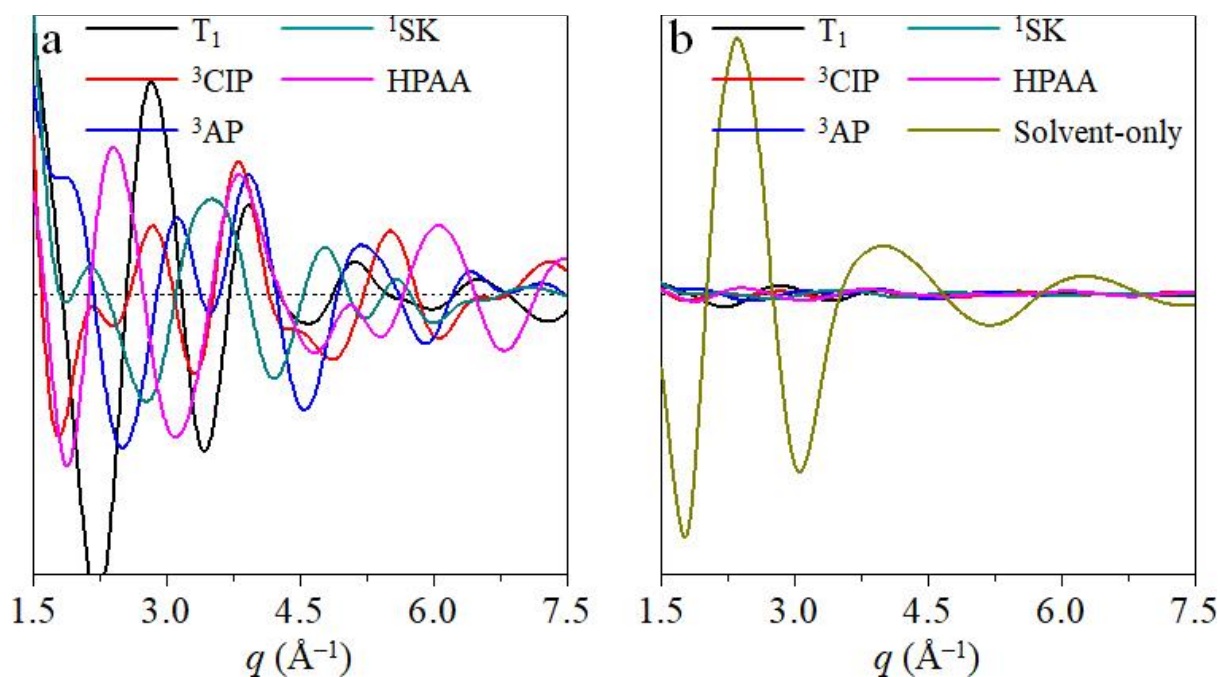 a
T₁
¹SK
³CIP
HPAA
³AP
1.5 3.0 4.5 6.0 7.5
q (Å⁻¹)
b
T₁
¹SK
³CIP
HPAA
³AP
Solvent-only
1.5 3.0 4.5 6.0 7.5
q (Å⁻¹)